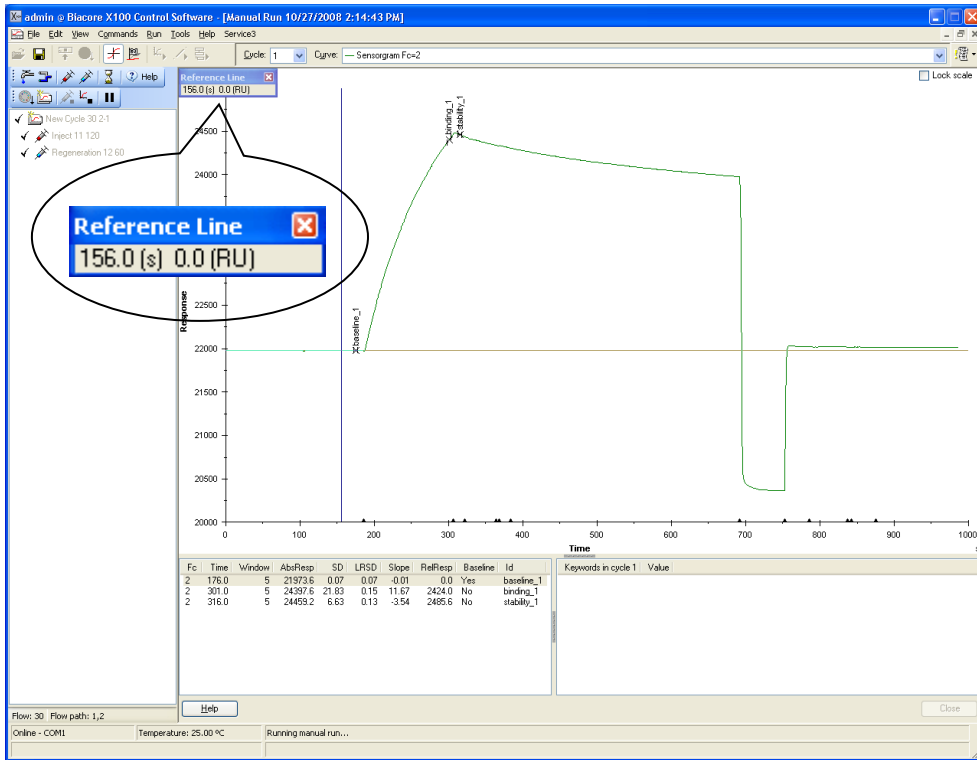 admin @ Biacore X100 Control Software - [Manual Run 10/27/2008 2:14:43 PM]
File Edit View Commands Run Tools Help Service3
Cycle: 1 Curve: — Sensorgram Fc=2
Help
Reference Line
156.0 (s) 0.0 (RU)
Lock scale
New Cycle 30 2-1
Inject 11 120
Regeneration 12 60
Reference Line
156.0 (s) 0.0 (RU)
binding_1
stability_1
baseline_1
Response
24500
24000
22500
22000
21500
21000
20500
20000
0 100 200 300 400 500 600 700 800 900 1000
Time
s
Fc Time Window AbsResp SD LRSD Slope RelResp Baseline Id
2 176.0 5 21973.6 0.07 0.07 -0.01 0.0 Yes baseline_1
2 301.0 5 24397.6 21.83 0.15 11.67 2424.0 No binding_1
2 316.0 5 24459.2 6.63 0.13 -3.54 2485.6 No stability_1
Keywords in cycle 1 Value
Help
Close
Flow: 30 Flow path: 1,2
Online - COM1 Temperature: 25.00 ºC Running manual run...